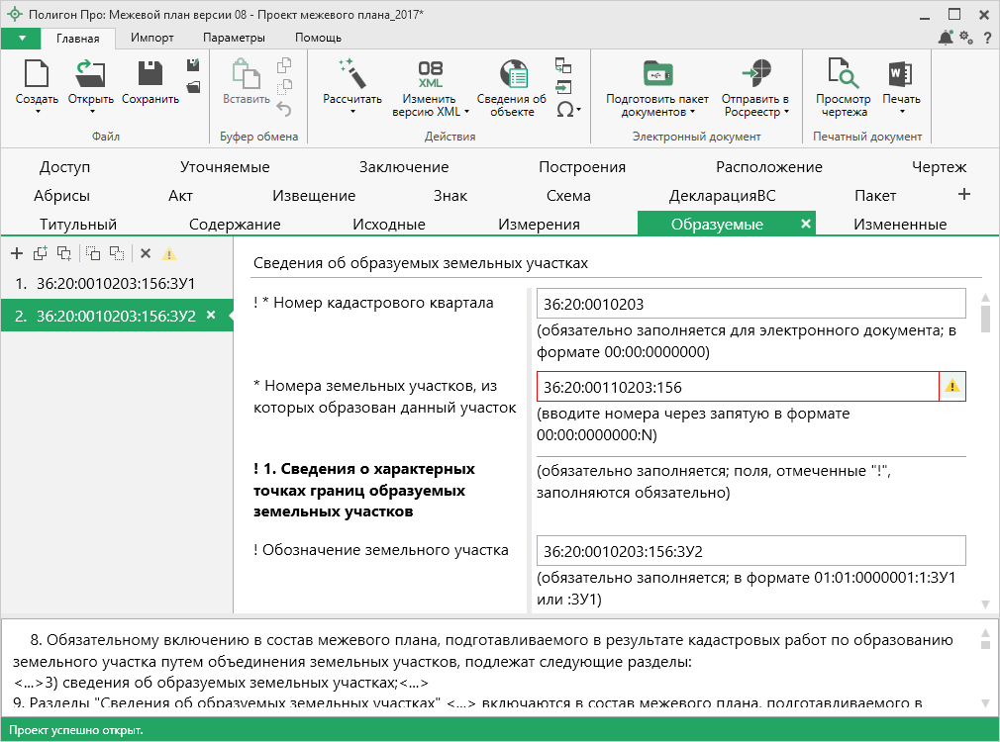 Полигон Про: Межевой план версии 08 - Проект межевого плана_2017*
Главная Импорт Параметры Помощь
?
08
XML
W
Создать Открыть Сохранить Вставить Рассчитать Изменить версию XML Сведения об объекте Подготовить пакет документов Отправить в Росреестр Просмотр чертежа Печать
Файл Буфер обмена Действия Электронный документ Печатный документ
Доступ Уточняемые Заключение Построения Расположение Чертеж
Абрисы Акт Извещение Знак Схема ДекларацияВС Пакет +
Титульный Содержание Исходные Измерения Образуемые × Измененные
1. 36:20:0010203:156:ЗУ1
2. 36:20:0010203:156:ЗУ2 ×
Сведения об образуемых земельных участках
! * Номер кадастрового квартала
36:20:0010203
(обязательно заполняется для электронного документа; в
формате 00:00:0000000)
* Номера земельных участков, из
которых образован данный участок
36:20:00110203:156
(вводите номера через запятую в формате
00:00:0000000:N)
! 1. Сведения о характерных
точках границ образуемых
земельных участков
(обязательно заполняется; поля, отмеченные "!",
заполняются обязательно)
! Обозначение земельного участка
36:20:0010203:156:ЗУ2
(обязательно заполняется; в формате 01:01:0000001:1:ЗУ1
или :ЗУ1)
8. Обязательному включению в состав межевого плана, подготавливаемого в результате кадастровых работ по образованию
земельного участка путем объединения земельных участков, подлежат следующие разделы:
<...>3) сведения об образуемых земельных участках;<...>
9. Разделы "Сведения об образуемых земельных участках" <...> включаются в состав межевого плана, подготавливаемого в
Проект успешно открыт.